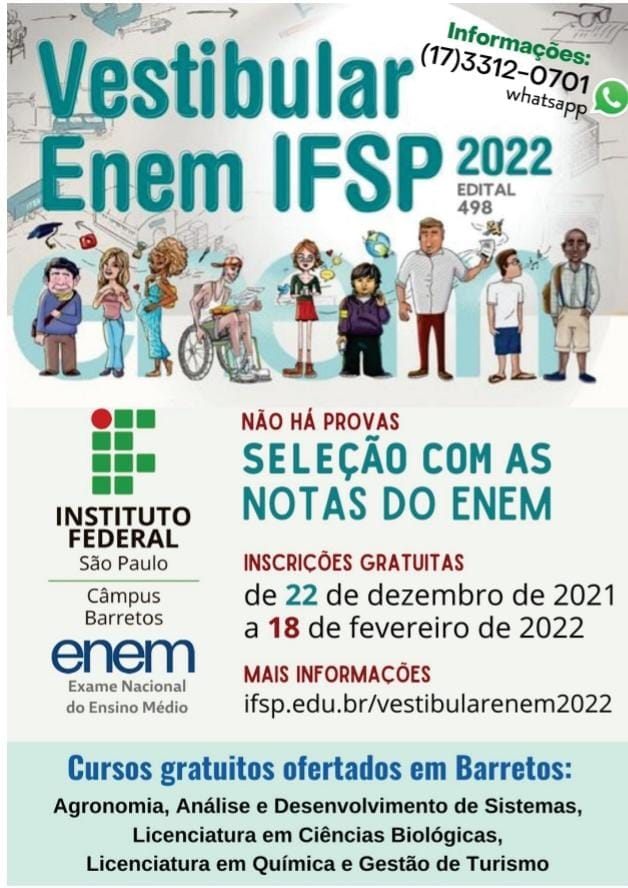 Vestibular
Enem IFSP 2022
EDITAL
498
Informações:
(17)3312-0701
whatsapp
enem
NÃO HÁ PROVAS
SELEÇÃO COM AS
NOTAS DO ENEM
INSTITUTO
FEDERAL
São Paulo
Câmpus
Barretos
enem
Exame Nacional
do Ensino Médio
INSCRIÇÕES GRATUITAS
de 22 de dezembro de 2021
a 18 de fevereiro de 2022
MAIS INFORMAÇÕES
ifsp.edu.br/vestibularenem2022
Cursos gratuitos ofertados em Barretos:
Agronomia, Análise e Desenvolvimento de Sistemas,
Licenciatura em Ciências Biológicas,
Licenciatura em Química e Gestão de Turismo